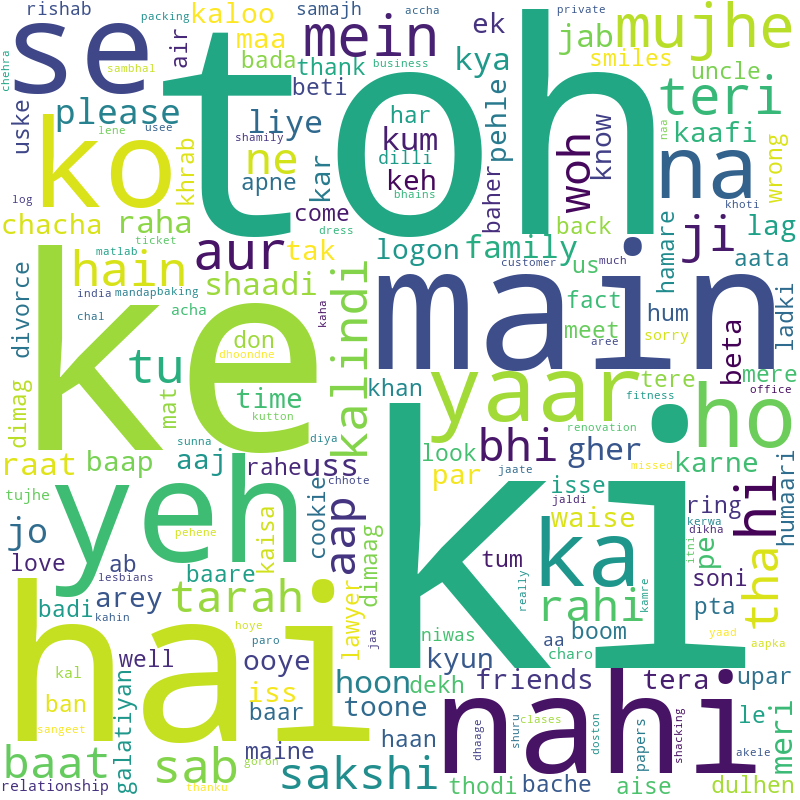 rishab packing kaloo samajh accha ek private jab mujhe
chehra se sambhal air maa bada thank mein business kya smiles
toh beti uncle teri
uske please khrab liye har kum dilli keh pehle woh know kaafi naa wrong
lene usee shamily
ko ne apne kar bhains baher na khoti
log chacha raha come dress back ji hamare lag
matlab ticket aur tak logon family us aata
hain shaadi customer much
divorce india mandap baking kaha kalindi main fact hum ladki
chal acha don meet sorry beta
ke dhoondne aree
dimag tu time mat khan yaar tere mere office
kutton fitness
sunna diya look bhi renovation ho
raat baap aaj rahe uss gher karne
tujhe chhote par jaate missed humaari
yeh kaisa cookie aap isse ring hi
jo pehene dimaag waise jaldi kerwa dikha
love ab baare ki kai itni pe tha
lesbians tum soni
badi arey tarah lawyer really rahi kamre pta
kahin hoye niwas aa boom yaad
hai paro jaa kyun charo aapka
kal well ooye dekh friends tera upar
ban iss hoon nahi
galatiyan sangeet baar toone le meri
goron maine haan dhaage shuru clases doston papers shacking akele
baat sab sakshi
relationship thanku thodi bache aise dulhen